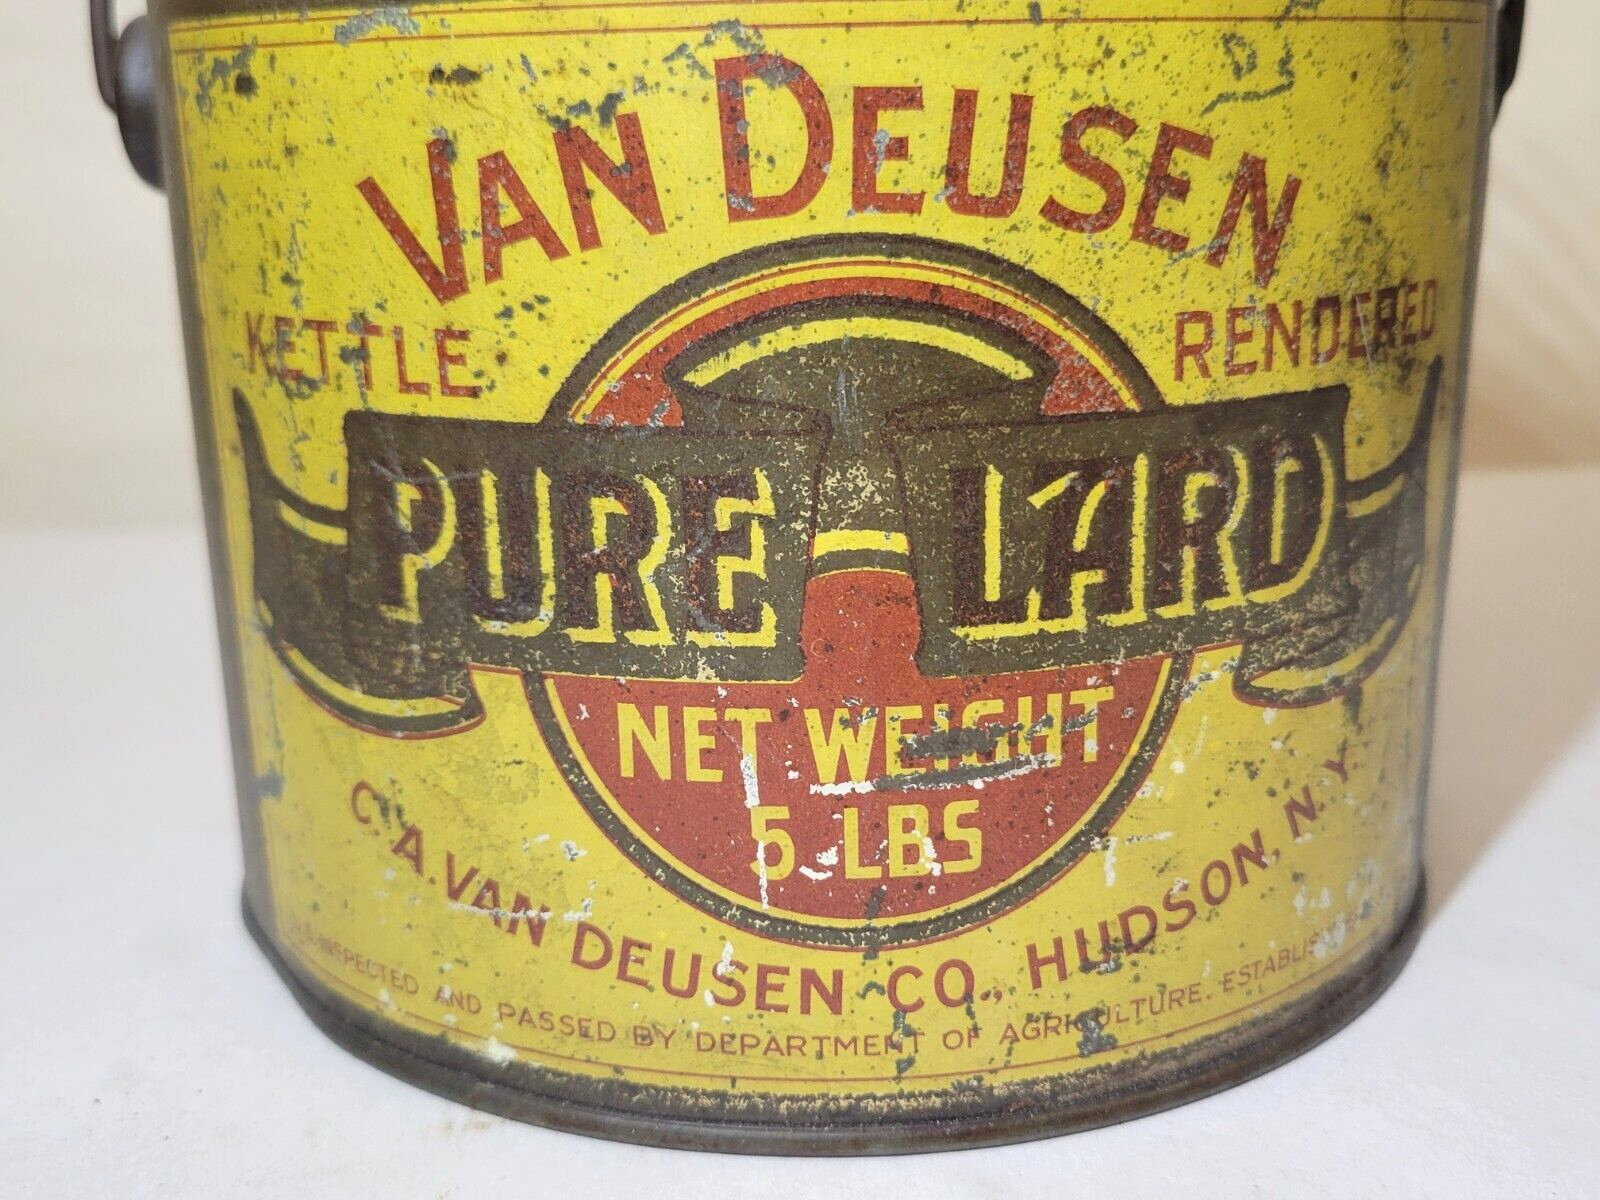 VAN DEUSEN
KETTLE RENDERED
PURE LARD
NET WEIGHT
5 LBS
C. A. VAN DEUSEN CO., HUDSON, N. Y.
INSPECTED AND PASSED BY DEPARTMENT OF AGRICULTURE.